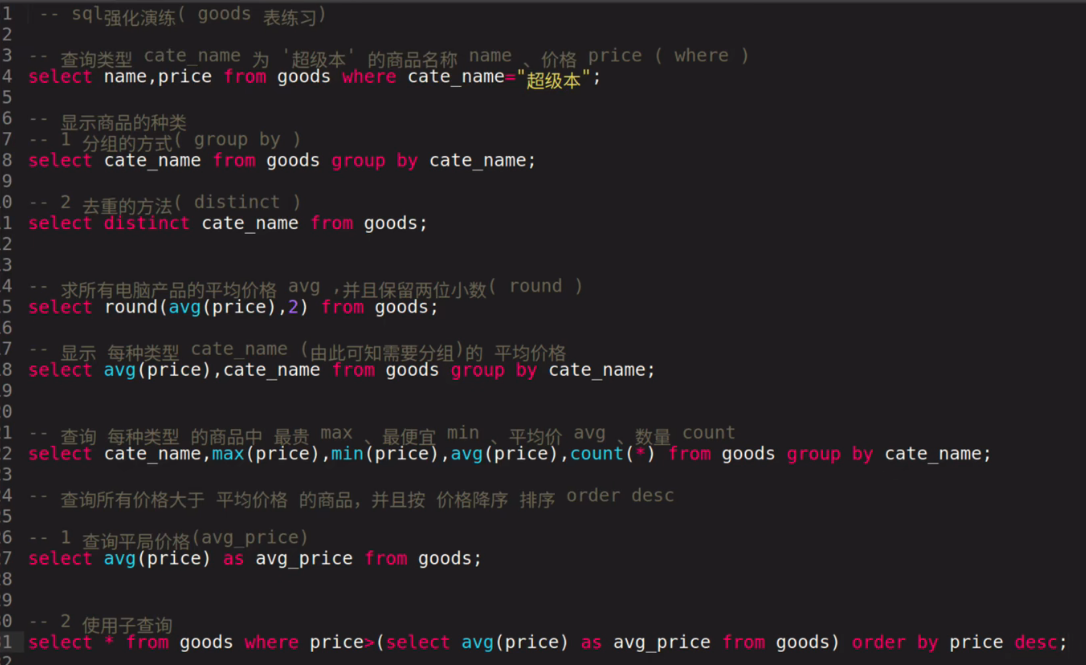 1 -- sql强化演练( goods 表练习)
2
3 -- 查询类型 cate_name 为 '超级本' 的商品名称 name 、价格 price ( where )
4 select name,price from goods where cate_name="超级本";
5
6 -- 显示商品的种类
7 -- 1 分组的方式( group by )
8 select cate_name from goods group by cate_name;
9
0 -- 2 去重的方法( distinct )
1 select distinct cate_name from goods;
2
3
4 -- 求所有电脑产品的平均价格 avg ,并且保留两位小数( round )
5 select round(avg(price),2) from goods;
6
7 -- 显示 每种类型 cate_name (由此可知需要分组)的 平均价格
8 select avg(price),cate_name from goods group by cate_name;
9
0
1 -- 查询 每种类型 的商品中 最贵 max 、最便宜 min 、平均价 avg 、数量 count
2 select cate_name,max(price),min(price),avg(price),count(*) from goods group by cate_name;
3
4 -- 查询所有价格大于 平均价格 的商品，并且按 价格降序 排序 order desc
5
6 -- 1 查询平局价格(avg_price)
7 select avg(price) as avg_price from goods;
8
9
0 -- 2 使用子查询
1 select * from goods where price>(select avg(price) as avg_price from goods) order by price desc;